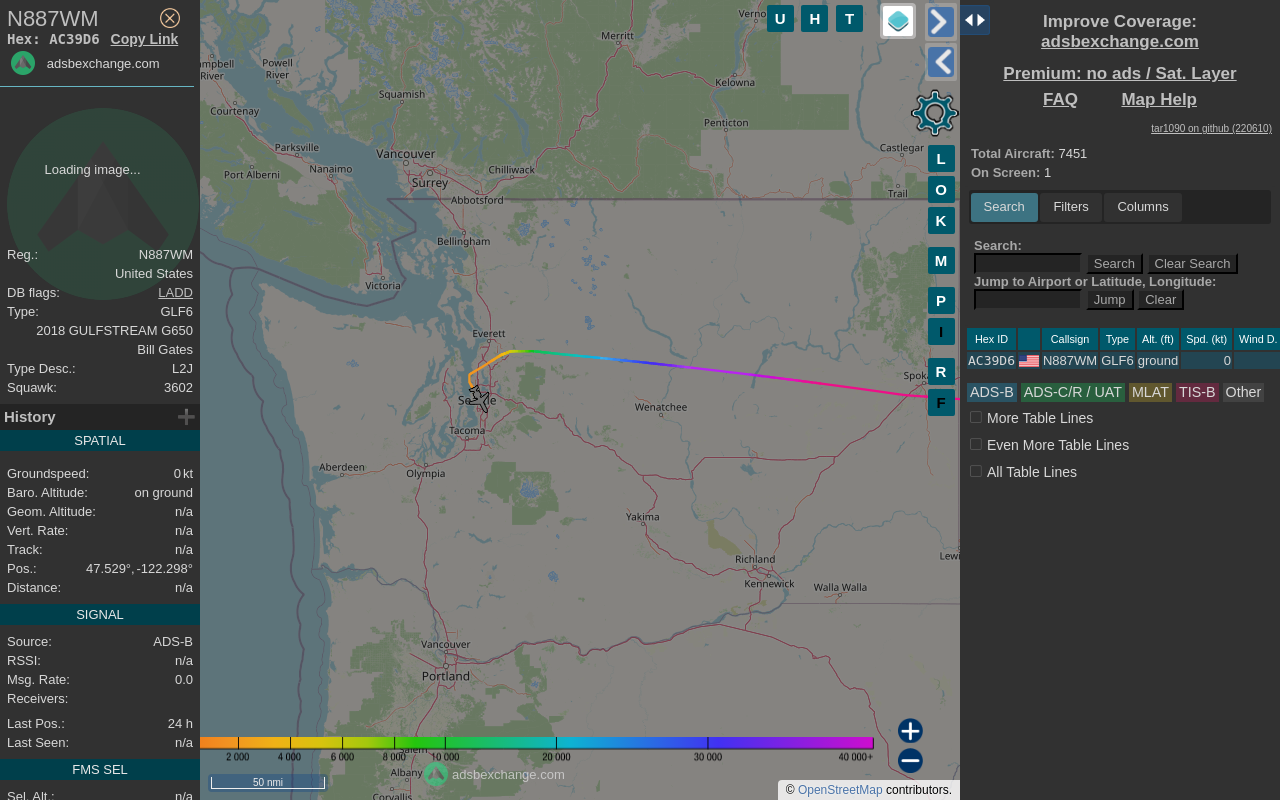 N887WM
Hex: AC39D6 Copy Link
adsbexchange.com
Loading image...
Reg.: N887WM
United States
DB flags: LADD
Type: GLF6
2018 GULFSTREAM G650
Bill Gates
Type Desc.: L2J
Squawk: 3602
History
SPATIAL
Groundspeed: 0 kt
Baro. Altitude: on ground
Geom. Altitude: n/a
Vert. Rate: n/a
Track: n/a
Pos.: 47.529°, -122.298°
Distance: n/a
SIGNAL
Source: ADS-B
RSSI: n/a
Msg. Rate: 0.0
Receivers:
Last Pos.: 24 h
Last Seen: n/a
FMS SEL
Sel. Alt.: n/a
U H T
Merritt
Powell River
River
Squamish
Kelowna
Courtenay
Penticton
Parksville
Vancouver
Nanaimo
Port Alberni
Surrey
Chilliwack
Castlegar
Abbotsford
Trail
Bellingham
Victoria
Everett
Wenatchee
Tacoma
Aberdeen
Olympia
Yakima
Richland
Kennewick
Walla Walla
Vancouver
Portland
Albany
Corvallis
L
O
K
M
P
I
R
F
2 000 4 000 6 000 8 000 10 000 20 000 30 000 40 000+
adsbexchange.com
50 nmi
© OpenStreetMap contributors.
Improve Coverage:
adsbexchange.com
Premium: no ads / Sat. Layer
FAQ Map Help
tar1090 on github (220610)
Total Aircraft: 7451
On Screen: 1
Search Filters Columns
Search:
Search Clear Search
Jump to Airport or Latitude, Longitude:
Jump Clear
Hex ID Callsign Type Alt. (ft) Spd. (kt) Wind D.
AC39D6 N887WM GLF6 ground 0
ADS-B ADS-C/R / UAT MLAT TIS-B Other
More Table Lines
Even More Table Lines
All Table Lines